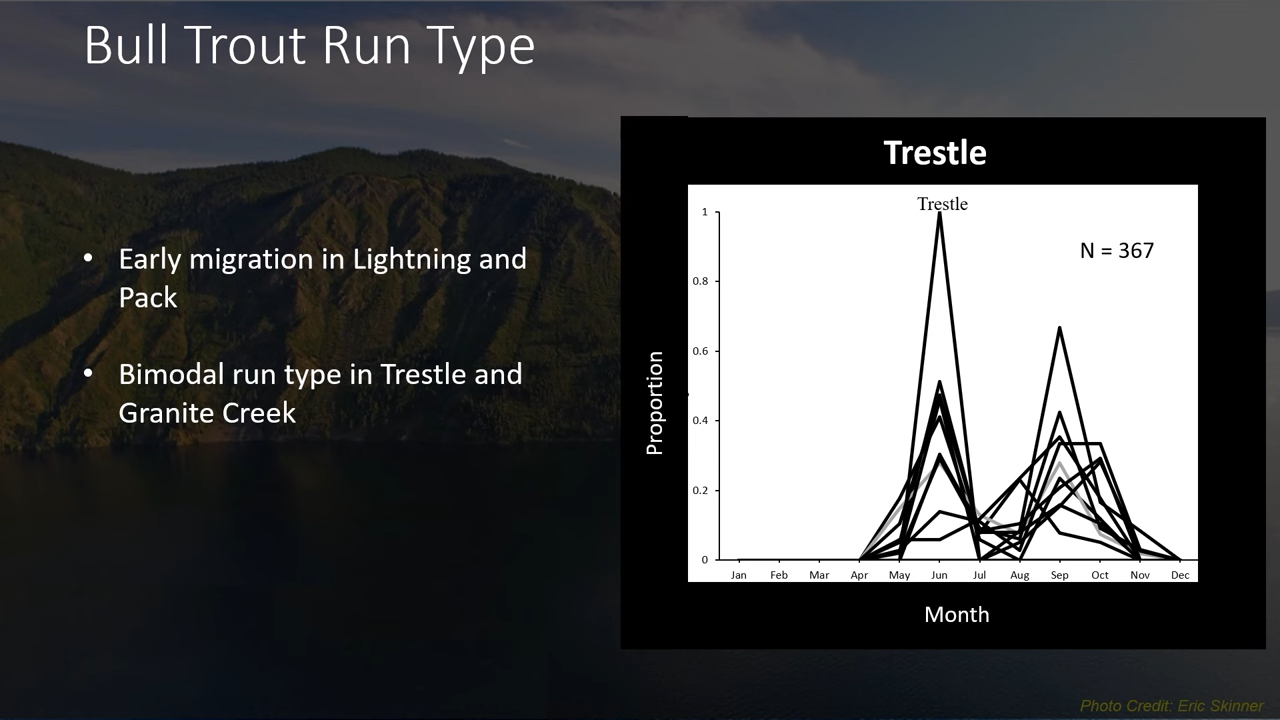 Bull Trout Run Type
• Early migration in Lightning and
Pack
• Bimodal run type in Trestle and
Granite Creek
Trestle
Trestle
N = 367
Proportion
1
0.8
0.6
0.4
0.2
0
Jan Feb Mar Apr May Jun Jul Aug Sep Oct Nov Dec
Month
Photo Credit: Eric Skinner